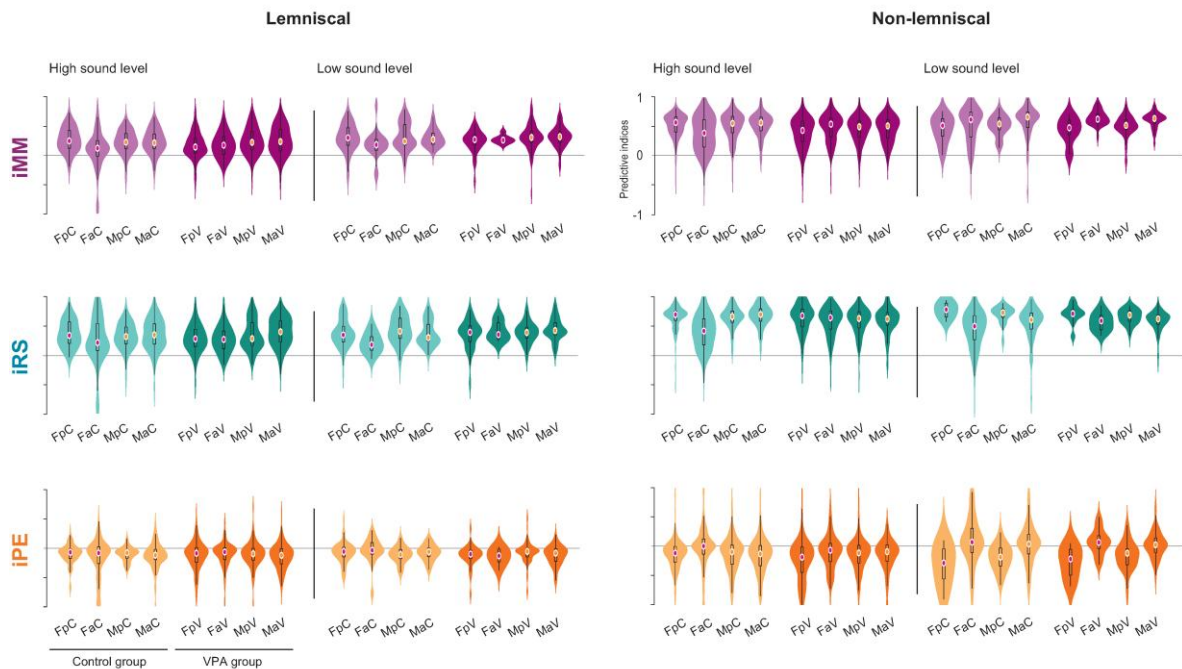 Lemniscal
Non-lemniscal
High sound level
Low sound level
High sound level
Low sound level
iMM
Predictive indices
1
0
-1
FpC FaC MpC MaC FpV FaV MpV MaV FpC FaC MpC MaC FpV FaV MpV MaV
FpC FaC MpC MaC FpV FaV MpV MaV FpC FaC MpC MaC FpV FaV MpV MaV
iRS
FpC FaC MpC MaC FpV FaV MpV MaV FpC FaC MpC MaC FpV FaV MpV MaV
FpC FaC MpC MaC FpV FaV MpV MaV FpC FaC MpC MaC FpV FaV MpV MaV
iPE
FpC FaC MpC MaC FpV FaV MpV MaV FpC FaC MpC MaC FpV FaV MpV MaV
FpC FaC MpC MaC FpV FaV MpV MaV FpC FaC MpC MaC FpV FaV MpV MaV
Control group
VPA group